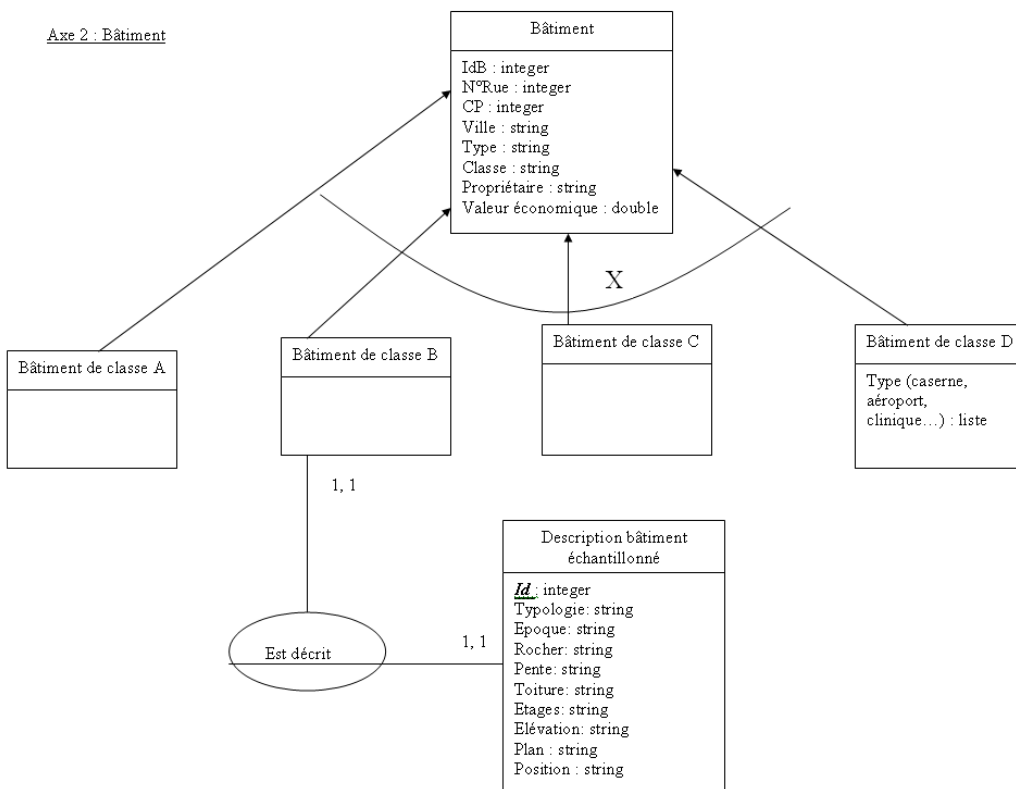 Axe 2 : Bâtiment
Bâtiment
IdB : integer
N°Rue : integer
CP : integer
Ville : string
Type : string
Classe : string
Propriétaire : string
Valeur économique : double
X
Bâtiment de classe A
Bâtiment de classe B
Bâtiment de classe C
Bâtiment de classe D
Type (caserne,
aéroport,
clinique...) : liste
1, 1
Est décrit
1, 1
Description bâtiment
échantillonné
Id : integer
Typologie: string
Epoque: string
Rocher: string
Pente: string
Toiture: string
Etages: string
Elévation: string
Plan : string
Position : string